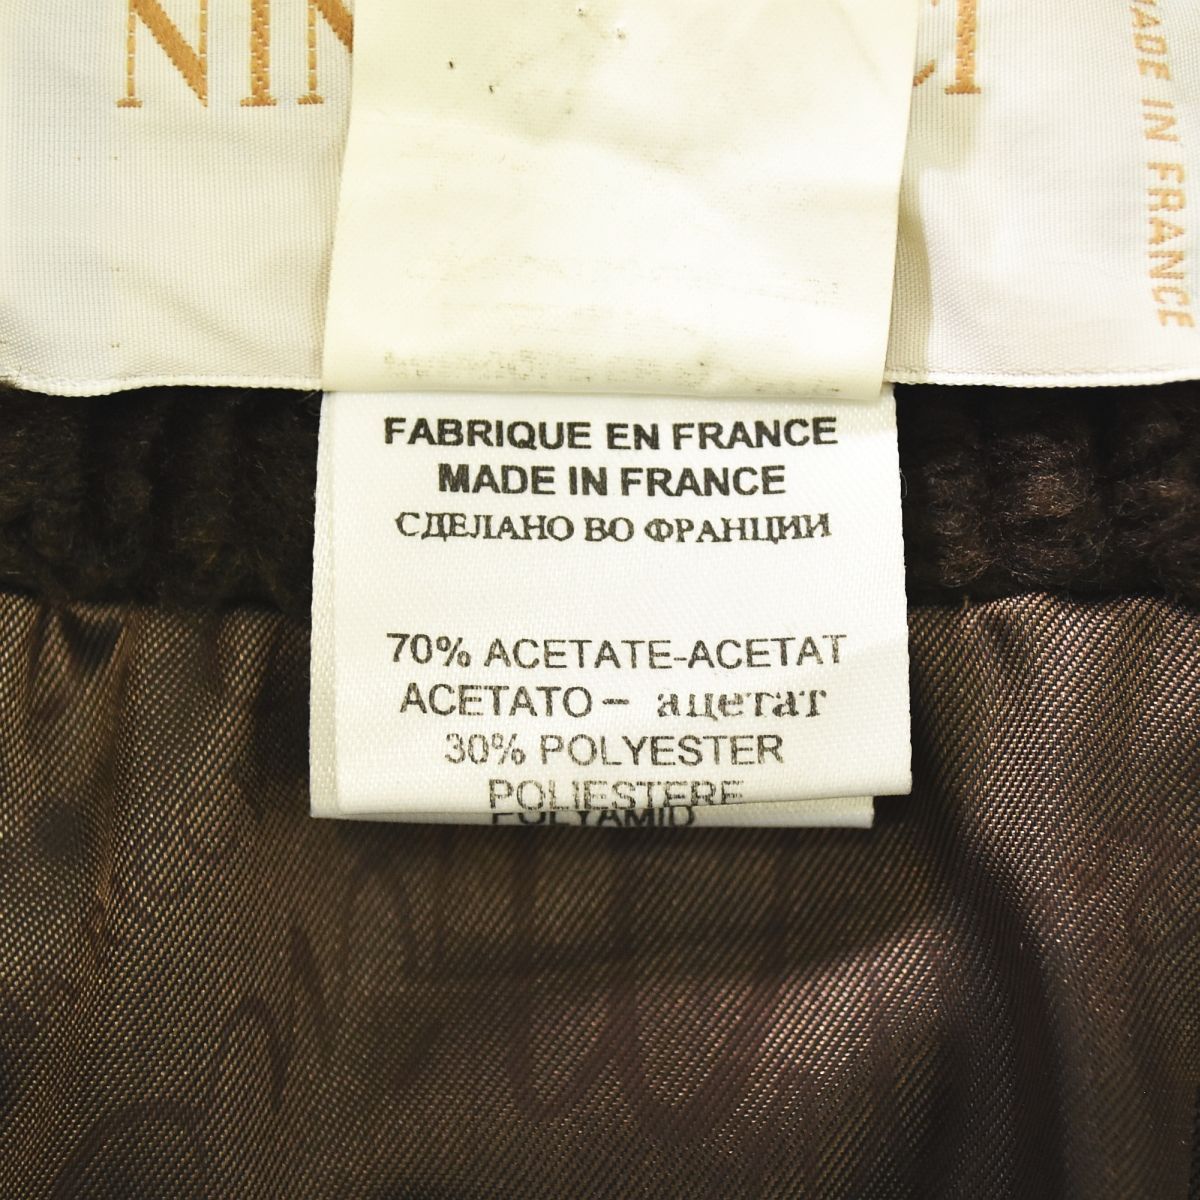 MADE IN FRANCE
FABRIQUE EN FRANCE
MADE IN FRANCE
СДЕЛАНО ВО ФРАНЦИИ
70% ACETATE-ACETAT
ACETATO – ацетат
30% POLYESTER
POLIESTERE
POLYAMID